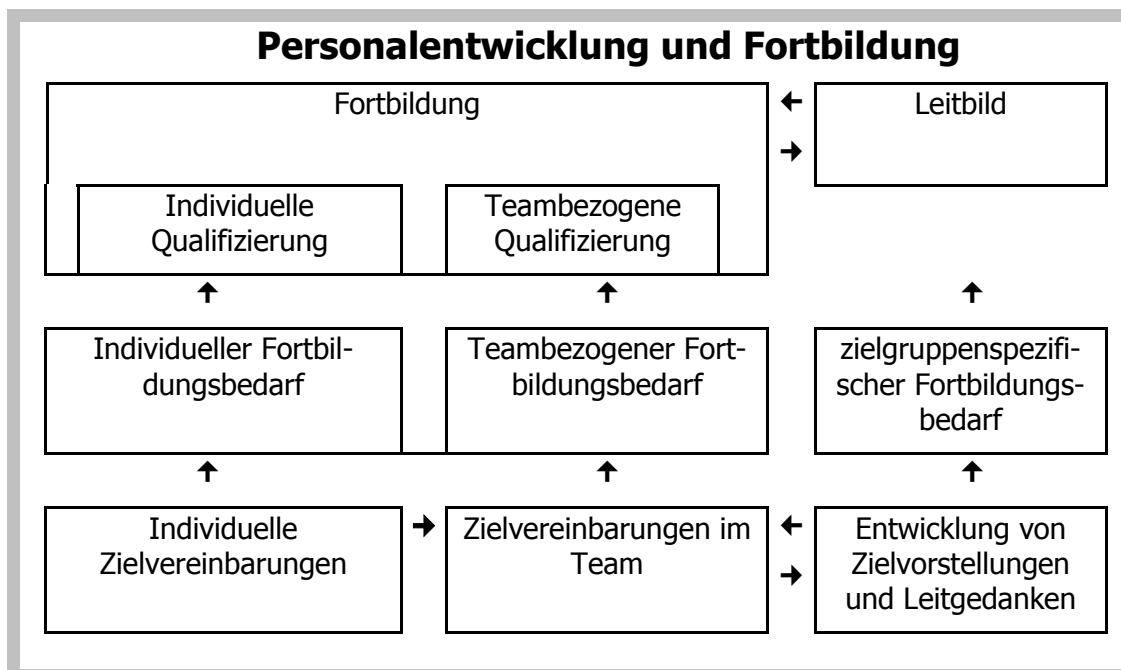 Personalentwicklung und Fortbildung
Fortbildung
Leitbild
Individuelle
Qualifizierung
Teambezogene
Qualifizierung
Individueller Fortbil-
dungsbedarf
Teambezogener Fort-
bildungsbedarf
zielgruppenspezifi-
scher Fortbildungs-
bedarf
Individuelle
Zielvereinbarungen
Zielvereinbarungen im
Team
Entwicklung von
Zielvorstellungen
und Leitgedanken